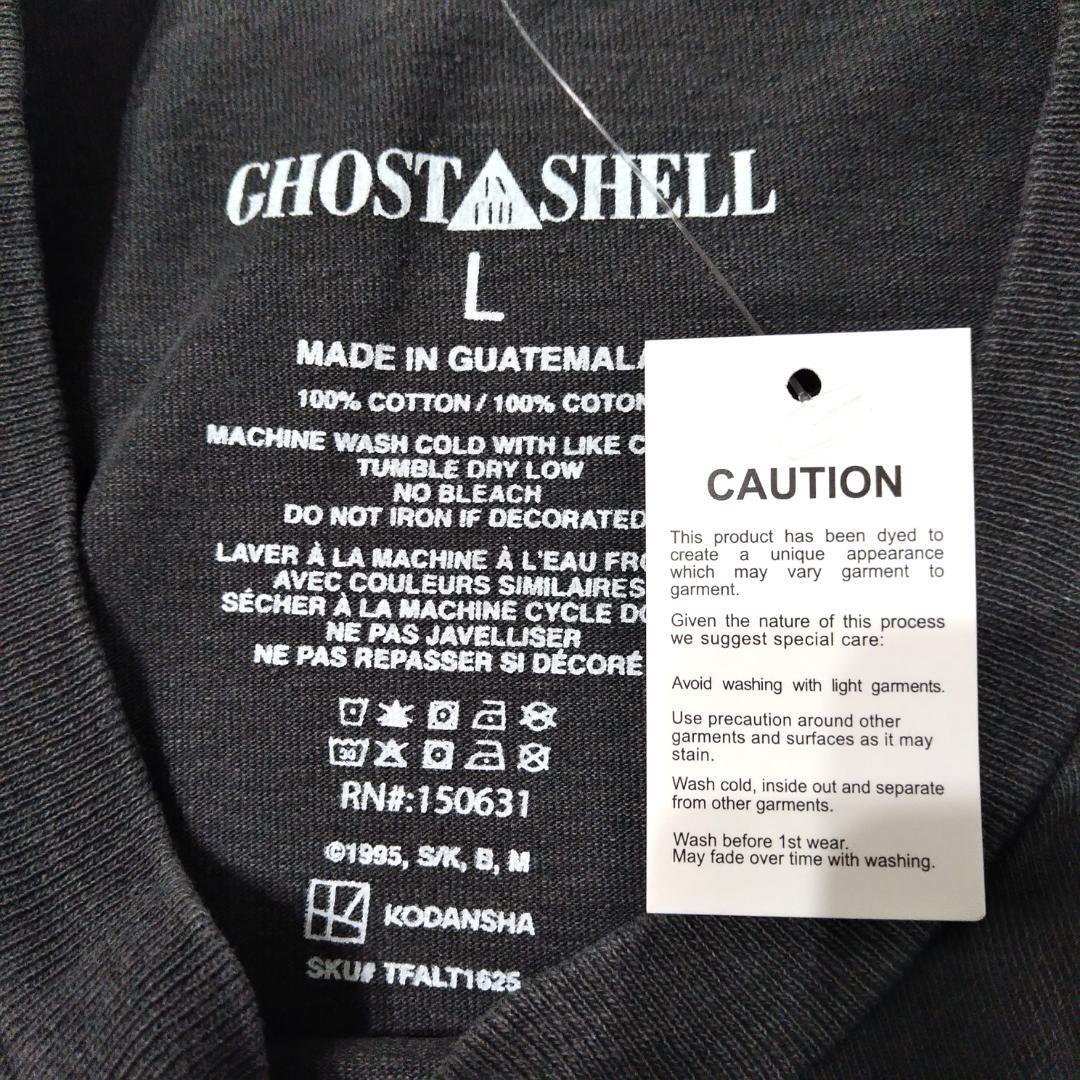 GHOST IN THE SHELL
L
MADE IN GUATEMALA
100% COTTON / 100% COTON
MACHINE WASH COLD WITH LIKE C
TUMBLE DRY LOW
NO BLEACH
DO NOT IRON IF DECORATED
LAVER À LA MACHINE À L'EAU FRO
AVEC COULEURS SIMILAIRES
SÉCHER À LA MACHINE CYCLE DO
NE PAS JAVELLISER
NE PAS REPASSER SI DÉCORÉ
30
RN#:150631
©1995, S/K, B, M
KODANSHA
SKU# TFALT1625
CAUTION
This product has been dyed to
create a unique appearance
which may vary garment to
garment.
Given the nature of this process
we suggest special care:
Avoid washing with light garments.
Use precaution around other
garments and surfaces as it may
stain.
Wash cold, inside out and separate
from other garments.
Wash before 1st wear.
May fade over time with washing.